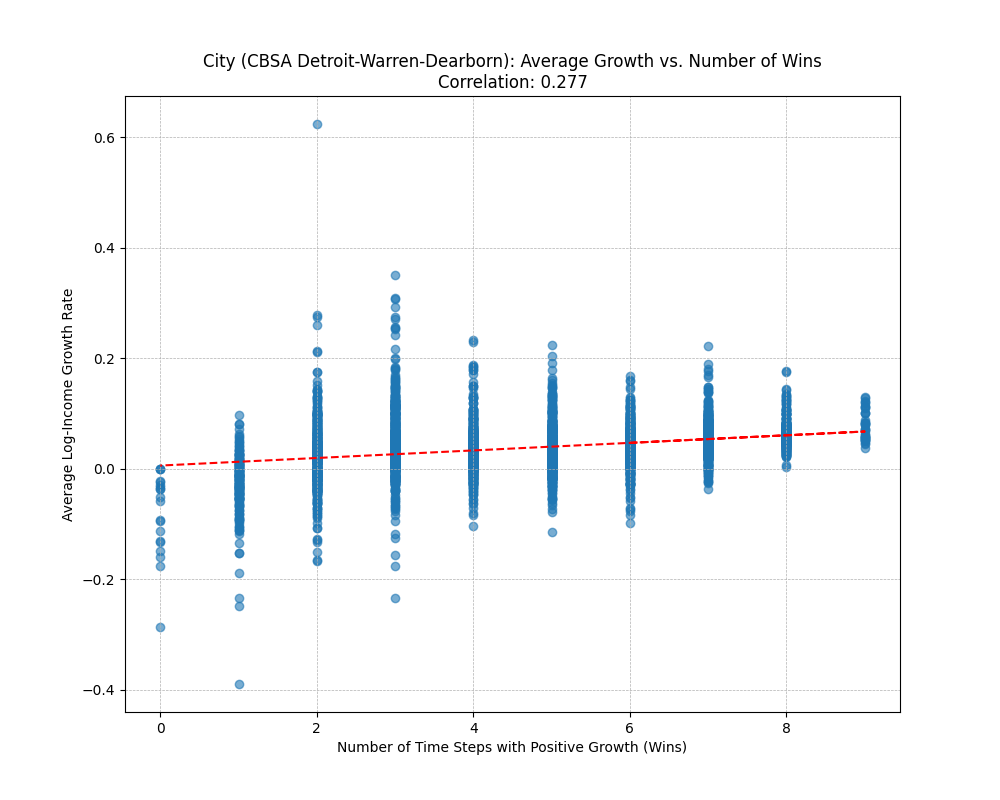 City (CBSA Detroit-Warren-Dearborn): Average Growth vs. Number of Wins
Correlation: 0.277
Average Log-Income Growth Rate
0.6
0.4
0.2
0.0
−0.2
−0.4
0 2 4 6 8
Number of Time Steps with Positive Growth (Wins)